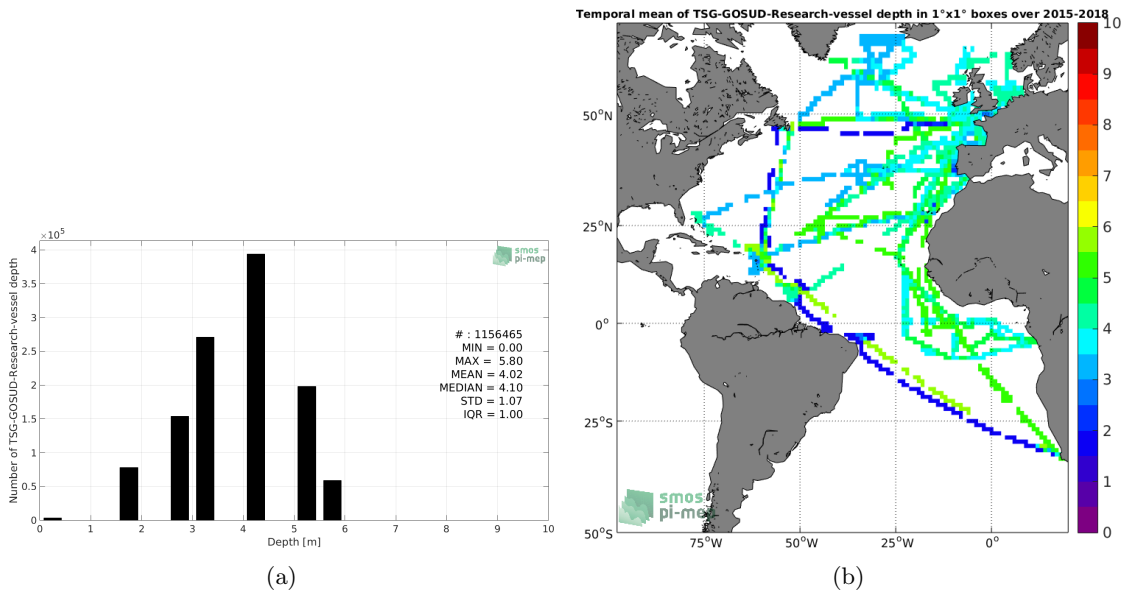 ×10⁵
4
3.5
3
2.5
2
1.5
1
0.5
0
Number of TSG-GOSUD-Research-vessel depth
smos
pi-mep
# : 1156465
MIN = 0.00
MAX = 5.80
MEAN = 4.02
MEDIAN = 4.10
STD = 1.07
IQR = 1.00
0 1 2 3 4 5 6 7 8 9 10
Depth [m]
(a)
Temporal mean of TSG-GOSUD-Research-vessel depth in 1°x1° boxes over 2015-2018
50°N
25°N
0°
25°S
50°S
75°W 50°W 25°W 0°
smos
pi-mep
10
9
8
7
6
5
4
3
2
1
0
(b)